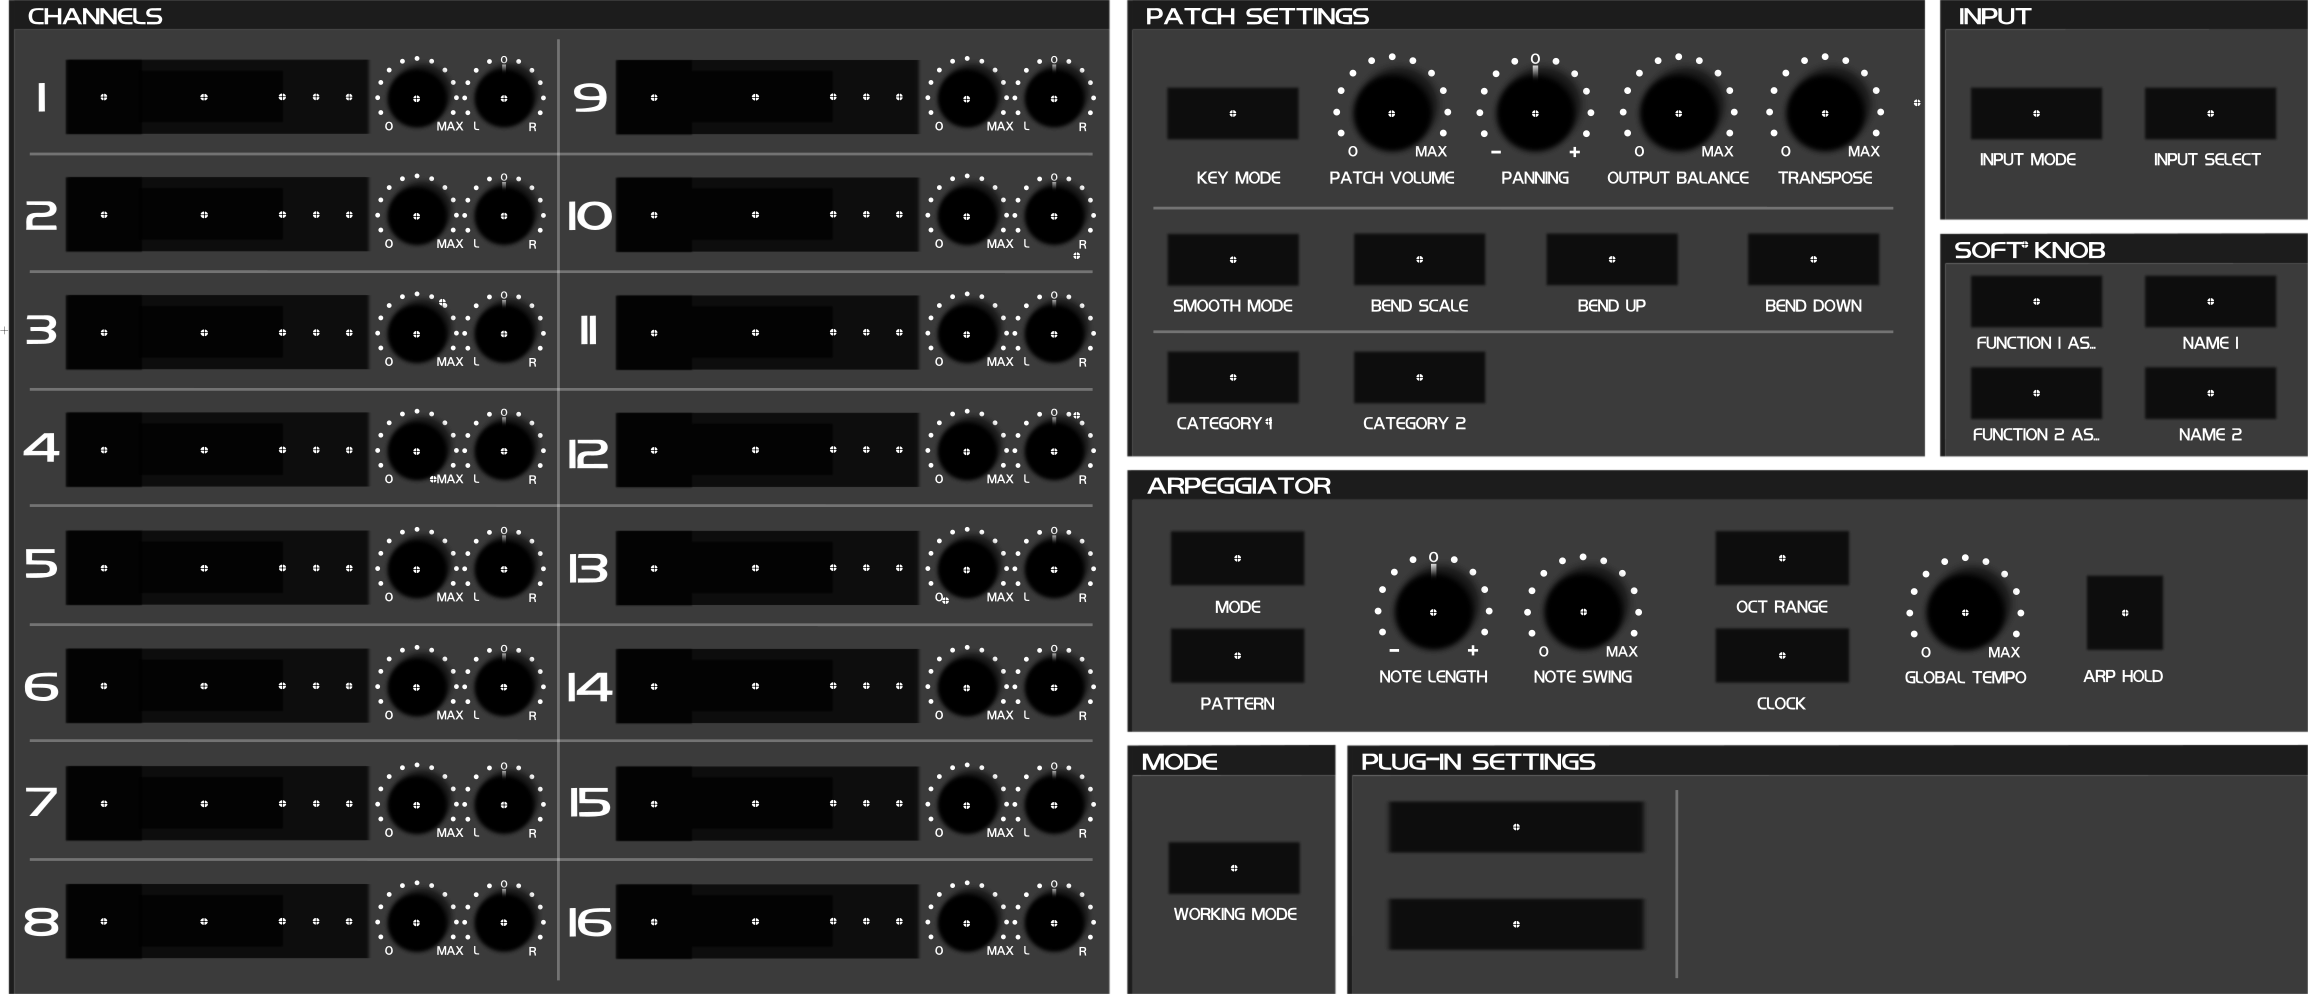 CHANNELS
1
O MAX L O R
9
O MAX L O R
2
O MAX L O R
10
O MAX L O R
3
O MAX L O R
11
O MAX L O R
4
O MAX L O R
12
O MAX L O R
5
O MAX L O R
13
O MAX L O R
6
O MAX L O R
14
O MAX L O R
7
O MAX L O R
15
O MAX L O R
8
O MAX L O R
16
O MAX L O R
PATCH SETTINGS
O
O MAX - + O MAX O MAX
KEY MODE PATCH VOLUME PANNING OUTPUT BALANCE TRANSPOSE
SMOOTH MODE BEND SCALE BEND UP BEND DOWN
CATEGORY 1 CATEGORY 2
INPUT
INPUT MODE INPUT SELECT
SOFT KNOB
FUNCTION 1 AS... NAME 1
FUNCTION 2 AS... NAME 2
ARPEGGIATOR
O
MODE OCT RANGE
- + O MAX O MAX
NOTE LENGTH NOTE SWING GLOBAL TEMPO ARP HOLD
PATTERN CLOCK
MODE
WORKING MODE
PLUG-IN SETTINGS